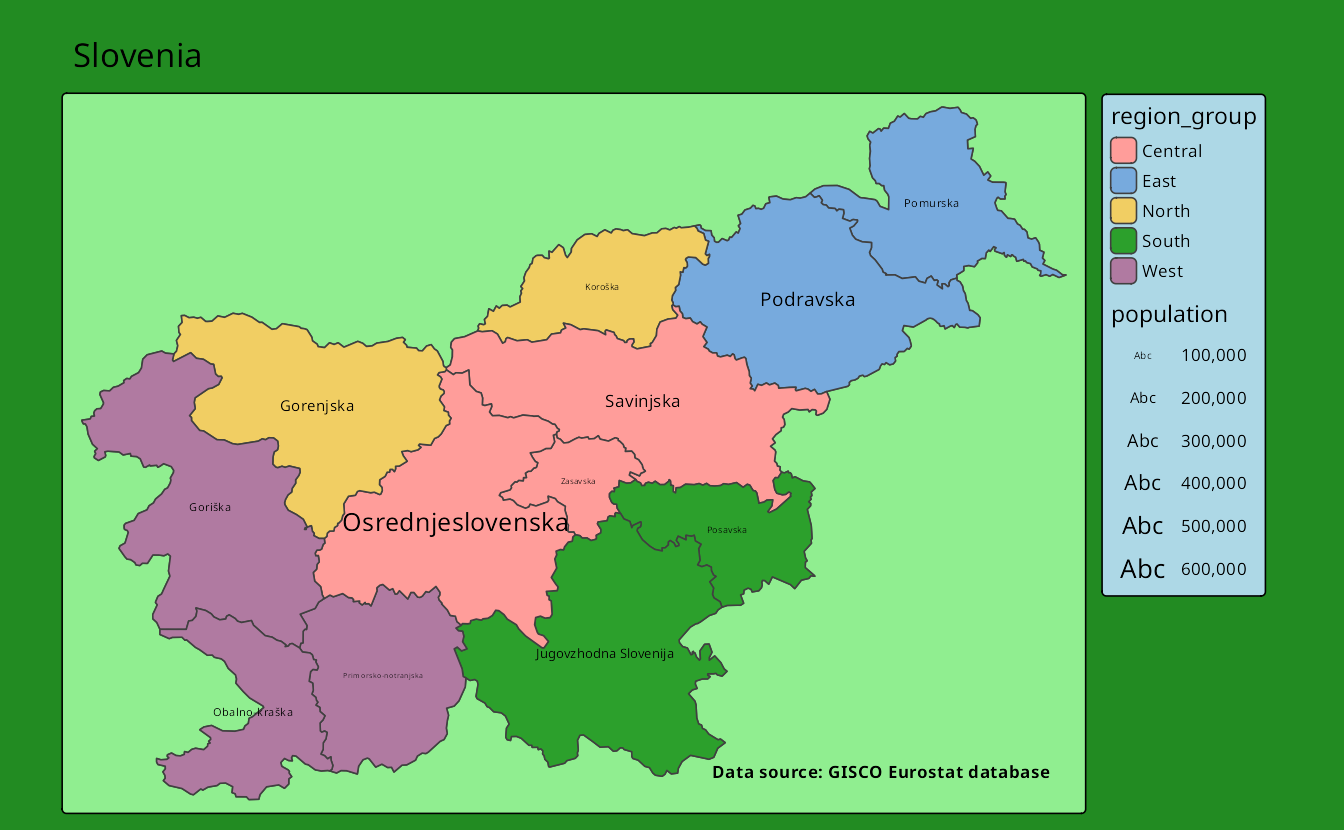 Slovenia
Pomurska
Koroška
Podravska
Gorenjska
Savinjska
Zasavska
Goriška
Osrednjeslovenska
Posavska
Jugovzhodna Slovenija
Primorsko-notranjska
Obalno-kraška
Data source: GISCO Eurostat database
region_group
Central
East
North
South
West
population
Abc 100,000
Abc 200,000
Abc 300,000
Abc 400,000
Abc 500,000
Abc 600,000